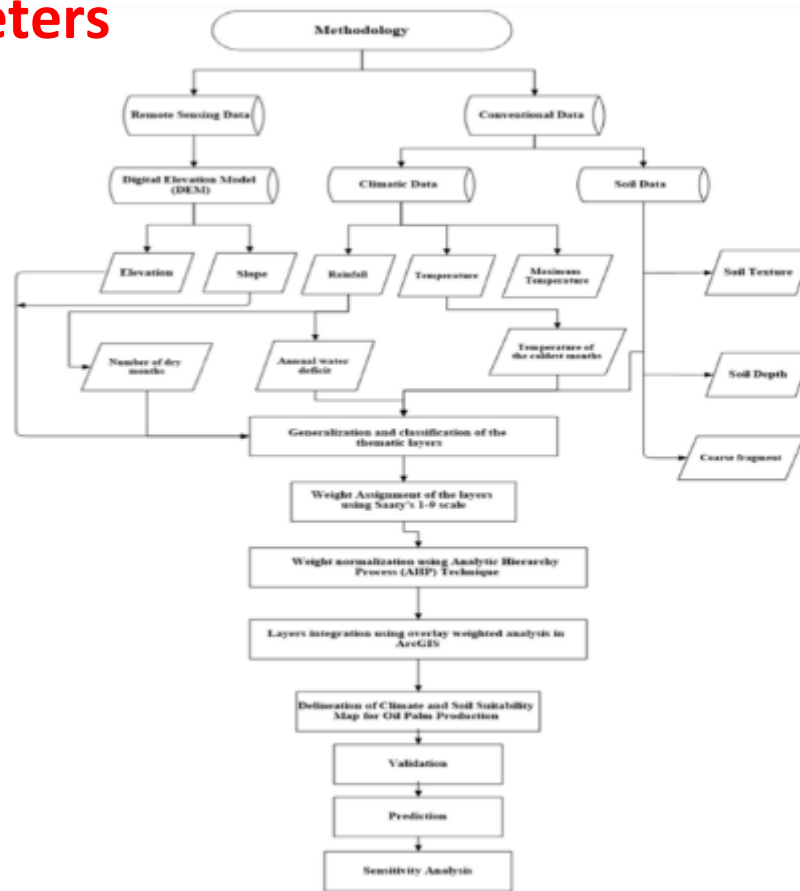 eters
Methodology
Remote Sensing Data
Conventional Data
Digital Elevation Model
(DEM)
Climatic Data
Soil Data
Elevation
Slope
Rainfall
Temperature
Maximum
Temperature
Soil Texture
Number of dry
months
Annual water
deficit
Temperature of
the coldest months
Soil Depth
Generalization and classification of the
thematic layers
Coarse fragment
Weight Assignment of the layers
using Saaty's 1-9 scale
Weight normalization using Analytic Hierarchy
Process (AHP) Technique
Layers integration using overlay weighted analysis in
ArcGIS
Delineation of Climate and Soil Suitability
Map for Oil Palm Production
Validation
Prediction
Sensitivity Analysis